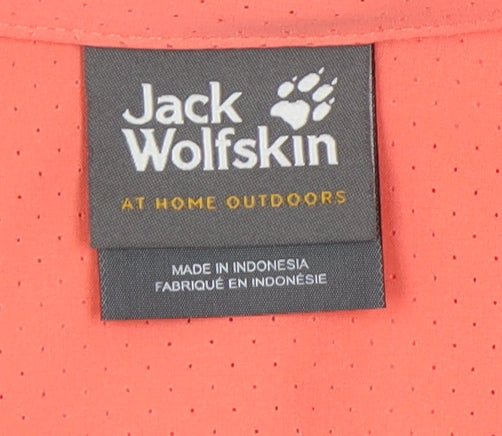 Jack
Wolfskin
AT HOME OUTDOORS
MADE IN INDONESIA
FABRIQUÉ EN INDONÉSIE